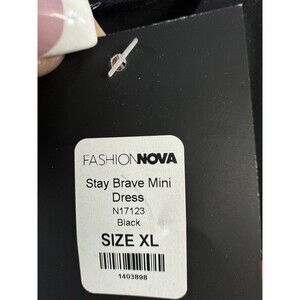 FASHIONNOVA
Stay Brave Mini
Dress
N17123
Black
SIZE XL
1403898